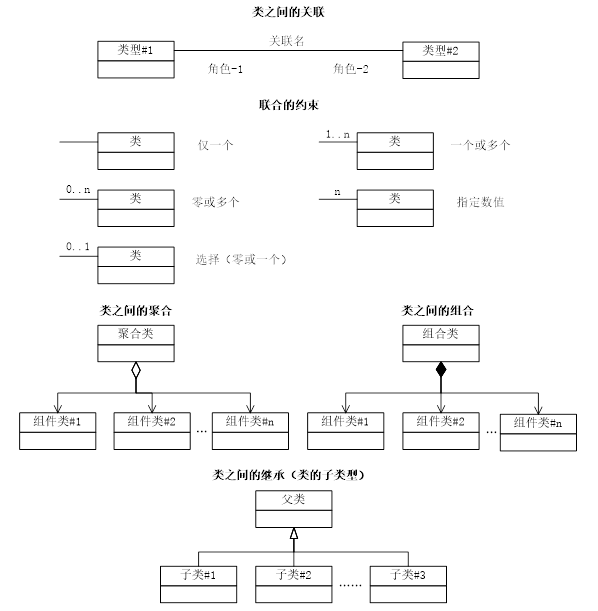 类之间的关联
类型#1
关联名
类型#2
角色-1
角色-2
联合的约束
类
仅一个
1..n
类
一个或多个
0..n
类
零或多个
n
类
指定数值
0..1
类
选择（零或一个）
类之间的聚合
类之间的组合
聚合类
组合类
组件类#1
组件类#2
...
组件类#n
组件类#1
组件类#2
...
组件类#n
类之间的继承（类的子类型）
父类
子类#1
子类#2
......
子类#3